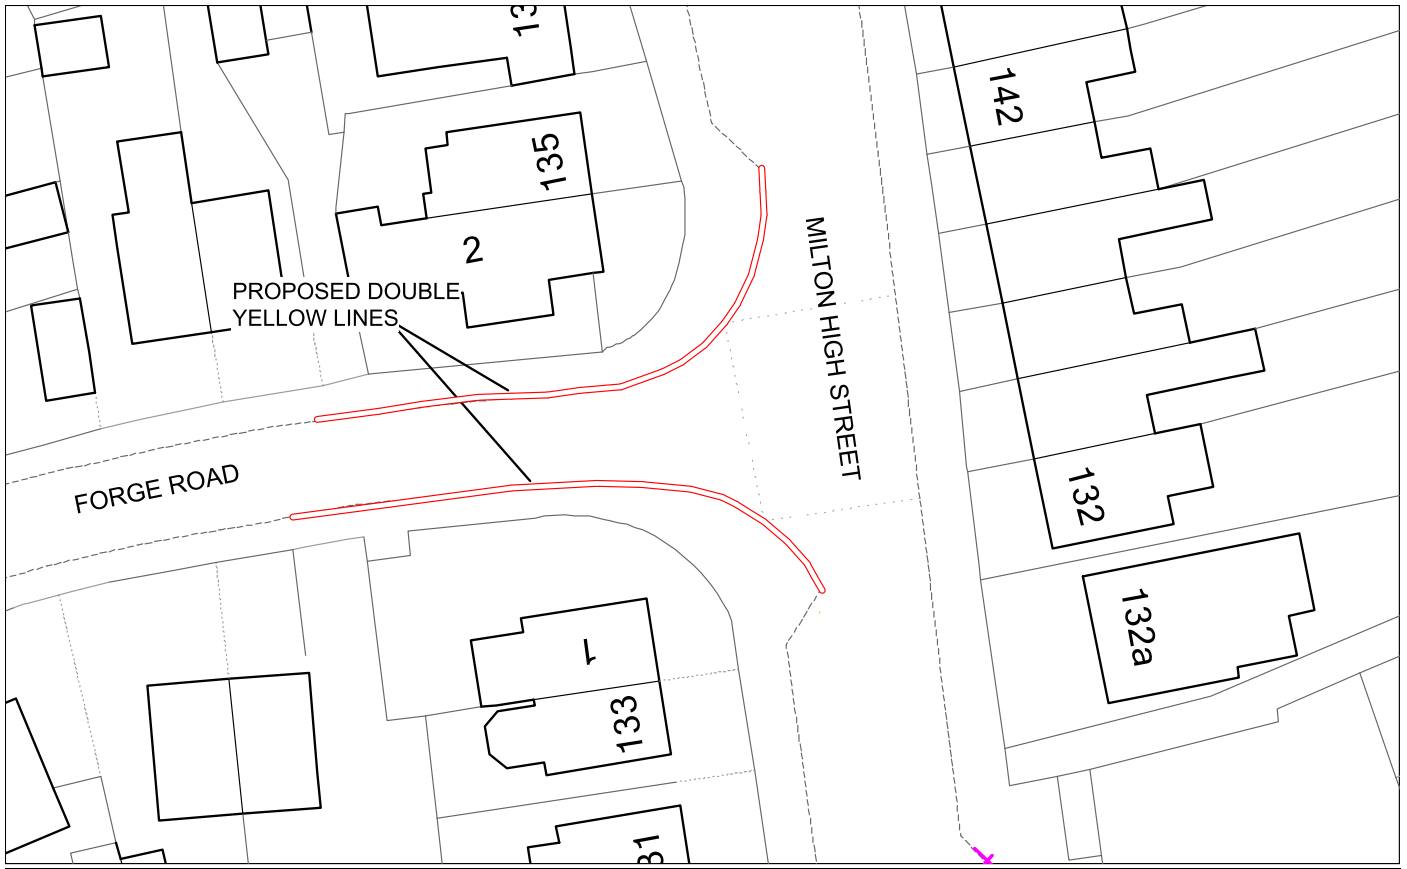 142
135
2
PROPOSED DOUBLE
YELLOW LINES
MILTON HIGH STREET
FORGE ROAD
132
132a
1
133